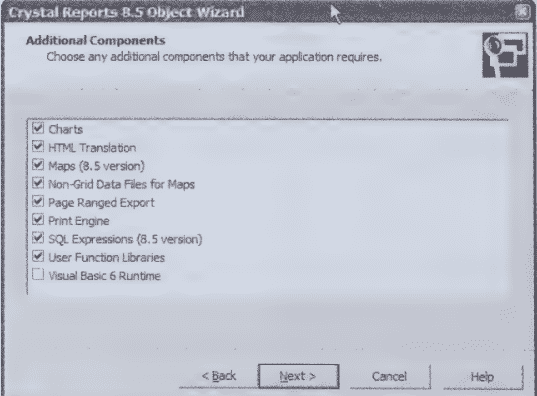 Crystal Reports 8.5 Object Wizard
Additional Components
Choose any additional components that your application requires.
Charts
HTML Translation
Maps (8.5 version)
Non-Grid Data Files for Maps
Page Ranged Export
Print Engine
SQL Expressions (8.5 version)
User Function Libraries
Visual Basic 6 Runtime
< Back
Next >
Cancel
Help